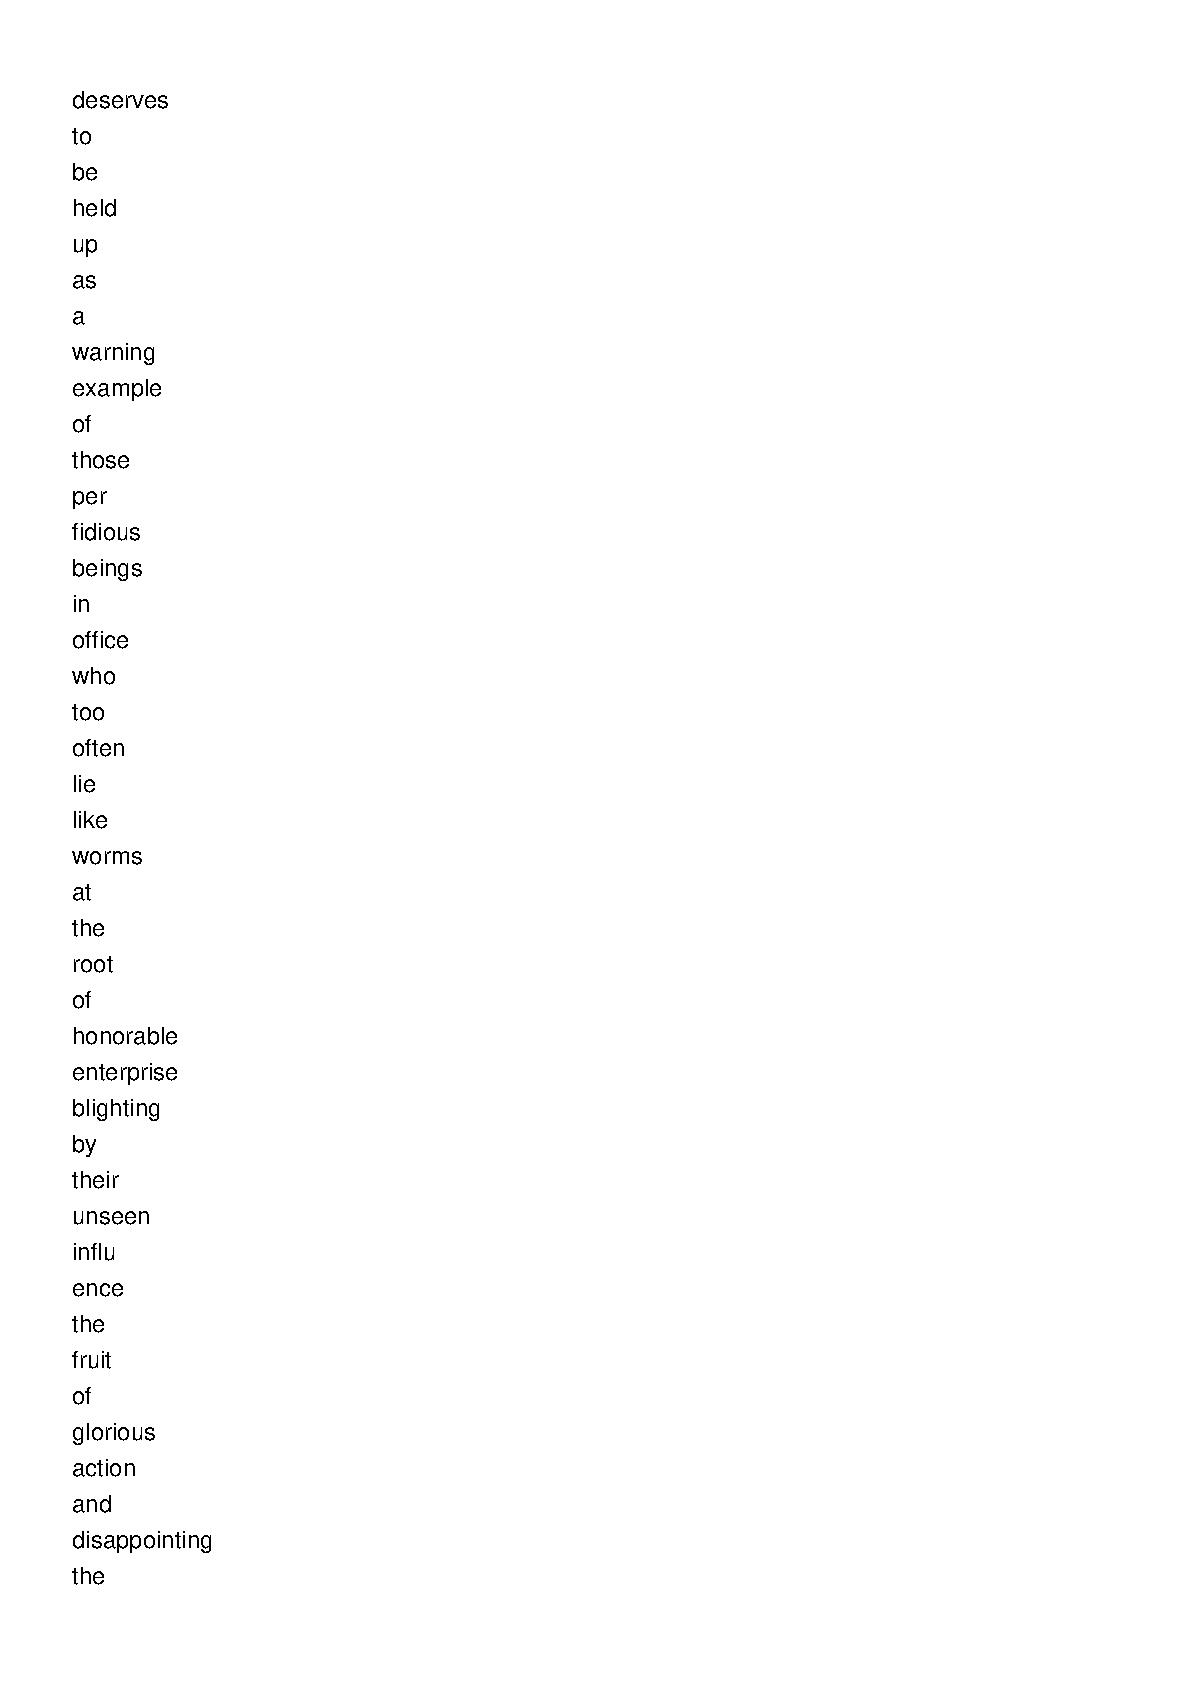 deserves
to
be
held
up
as
a
warning
example
of
those
per
fidious
beings
in
office
who
too
often
lie
like
worms
at
the
root
of
honorable
enterprise
blighting
by
their
unseen
influ
ence
the
fruit
of
glorious
action
and
disappointing
the